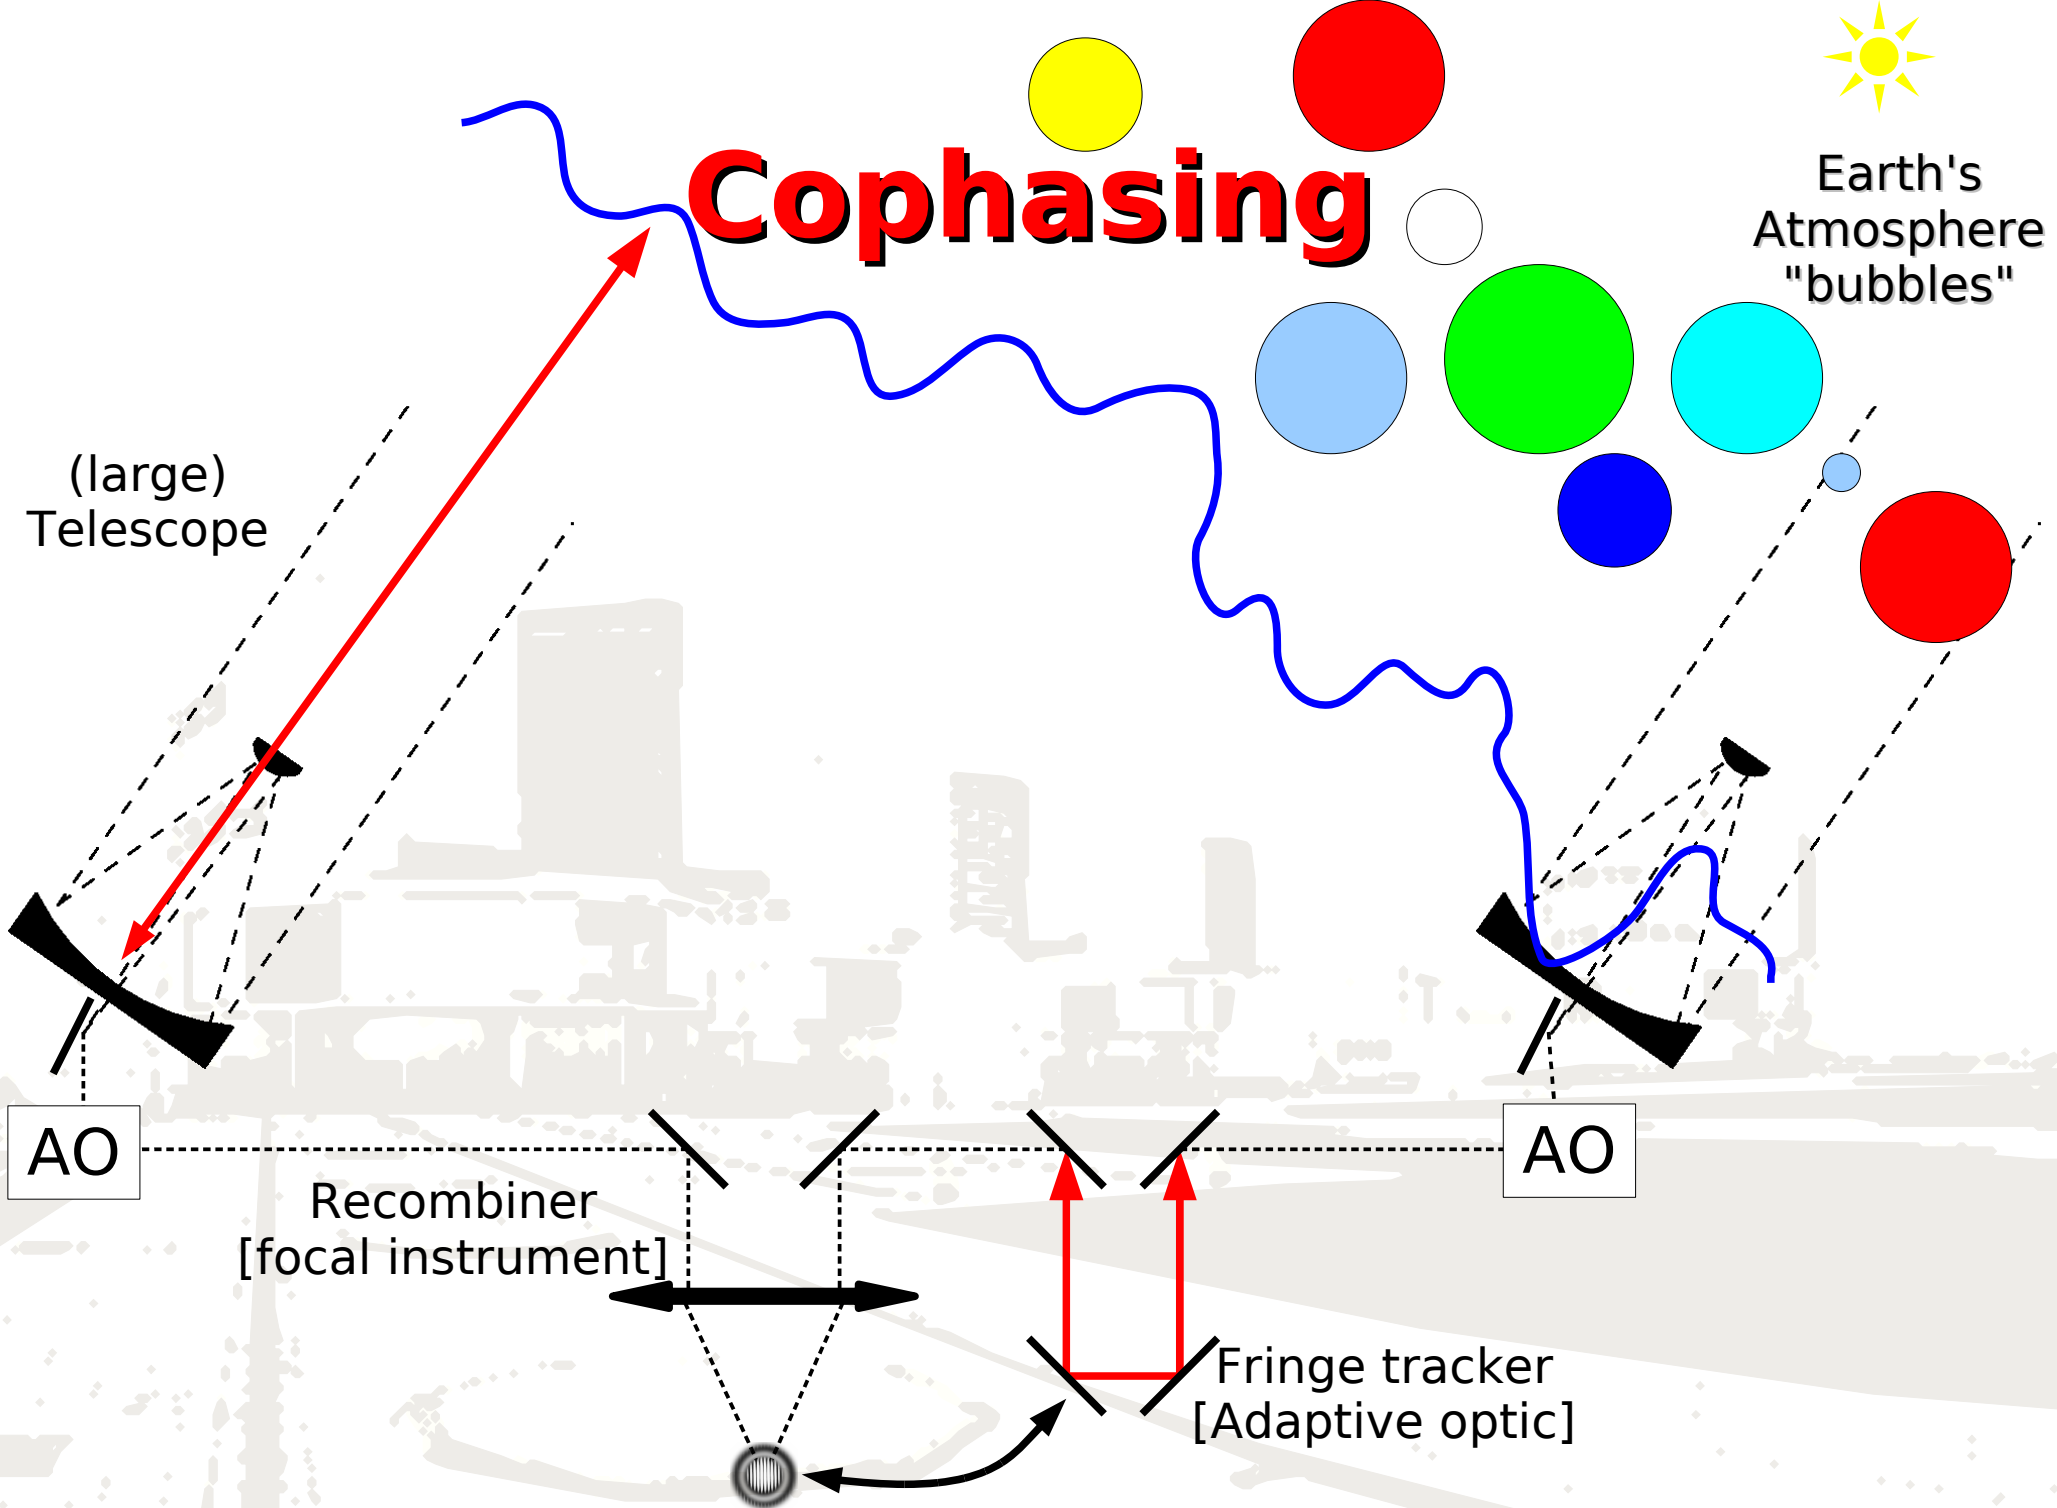 Cophasing
Earth's
Atmosphere
"bubbles"
(large)
Telescope
AO
AO
Recombiner
[focal instrument]
Fringe tracker
[Adaptive optic]